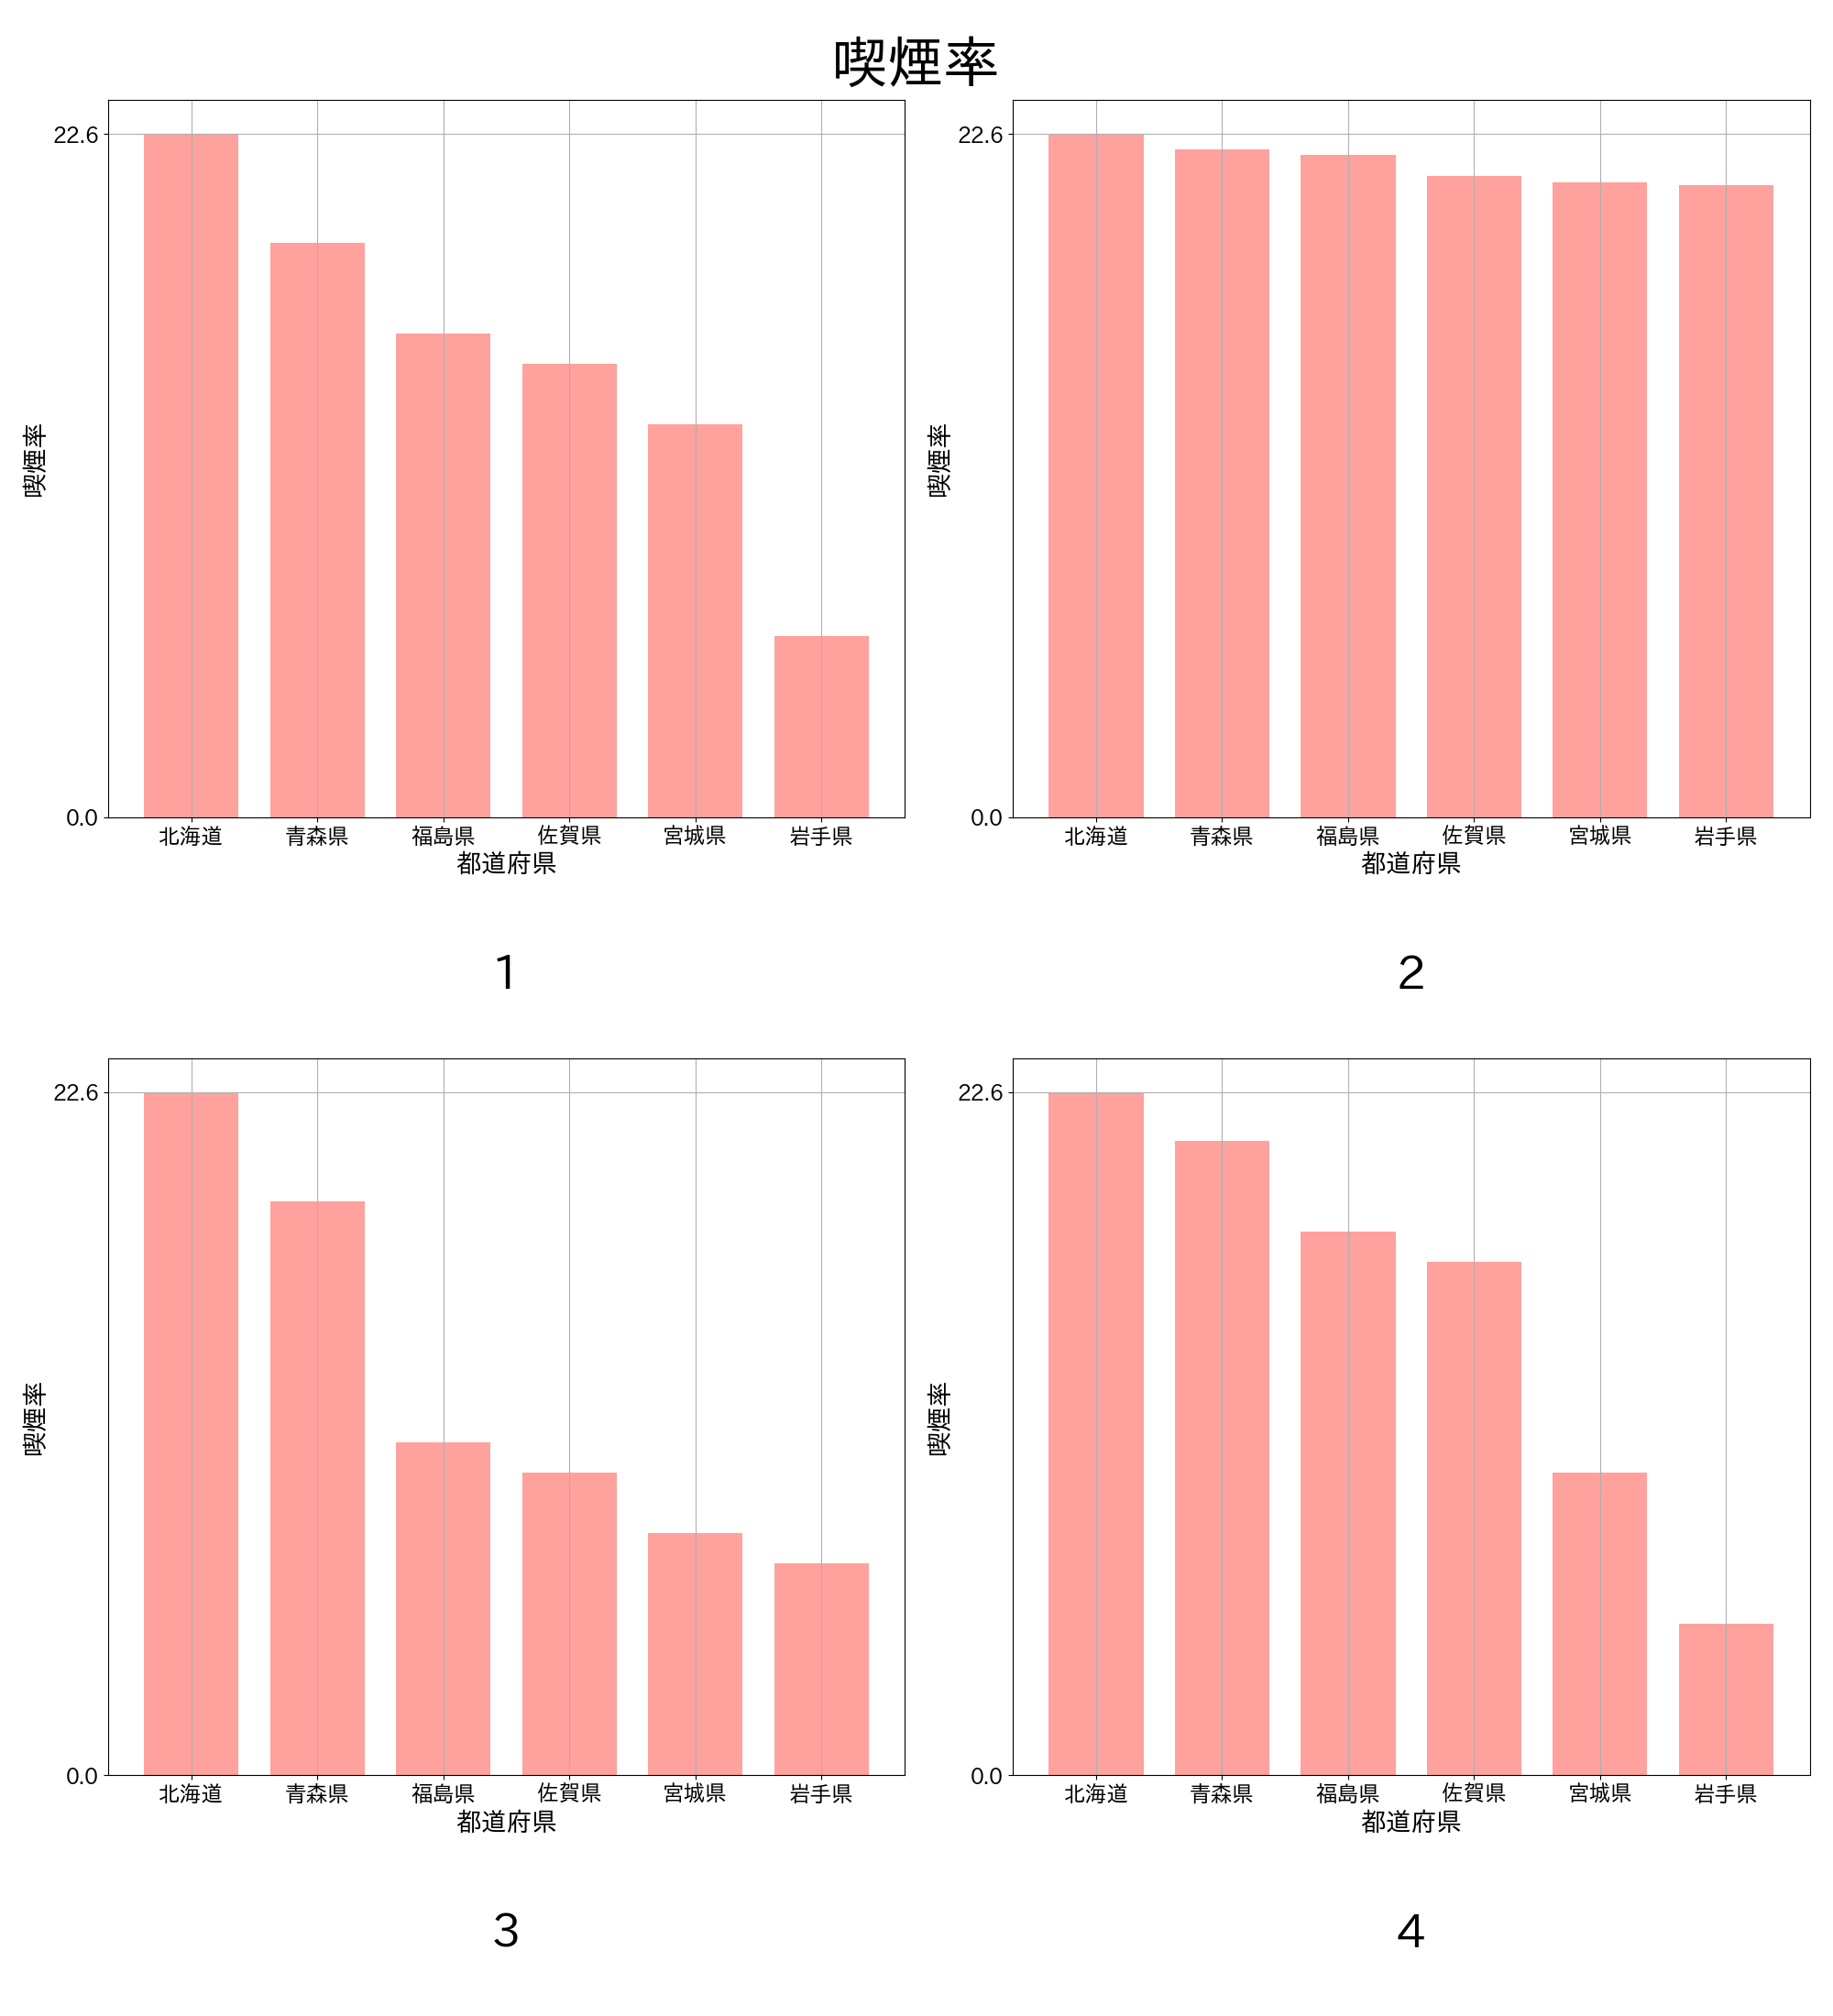 喫煙率
22.6
0.0
喫煙率
北海道 青森県 福島県 佐賀県 宮城県 岩手県
都道府県
1
22.6
0.0
喫煙率
北海道 青森県 福島県 佐賀県 宮城県 岩手県
都道府県
2
22.6
0.0
喫煙率
北海道 青森県 福島県 佐賀県 宮城県 岩手県
都道府県
3
22.6
0.0
喫煙率
北海道 青森県 福島県 佐賀県 宮城県 岩手県
都道府県
4